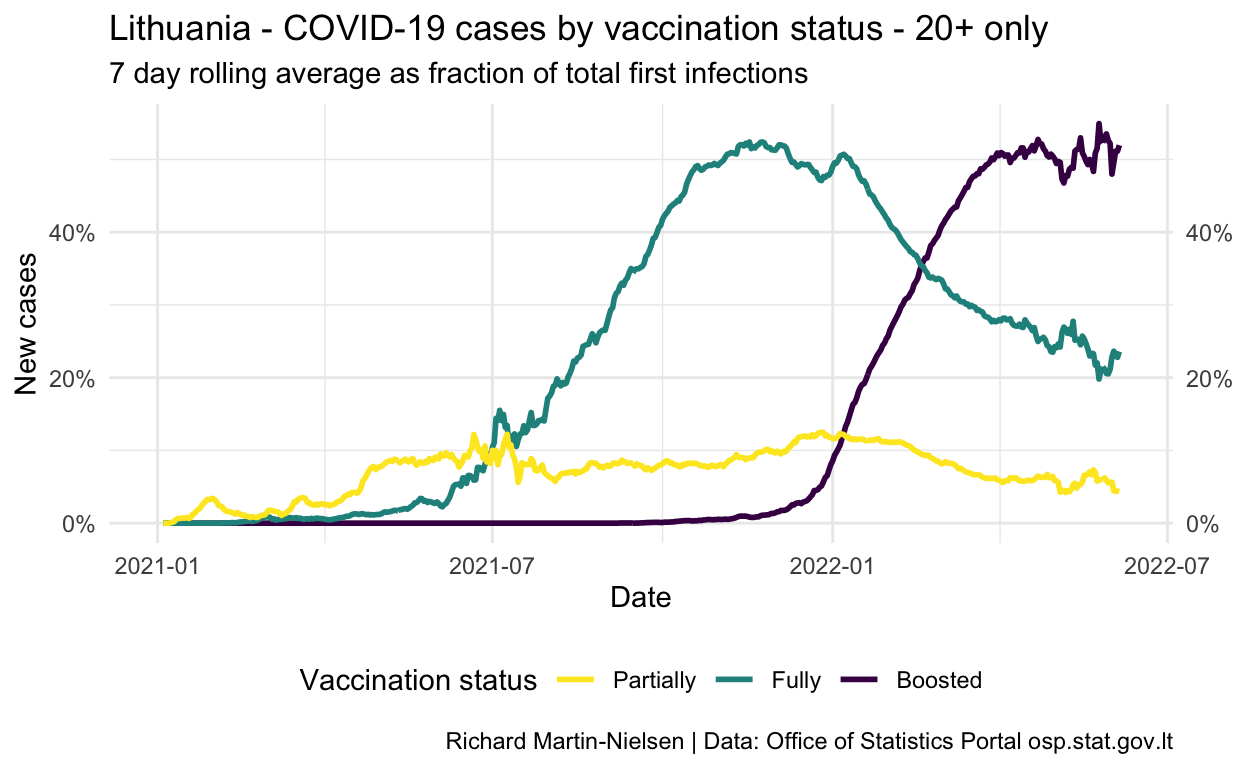 Lithuania - COVID-19 cases by vaccination status - 20+ only
7 day rolling average as fraction of total first infections
New cases
40%
20%
0%
40%
20%
0%
2021-01
2021-07
2022-01
2022-07
Date
Vaccination status Partially Fully Boosted
Richard Martin-Nielsen | Data: Office of Statistics Portal osp.stat.gov.lt